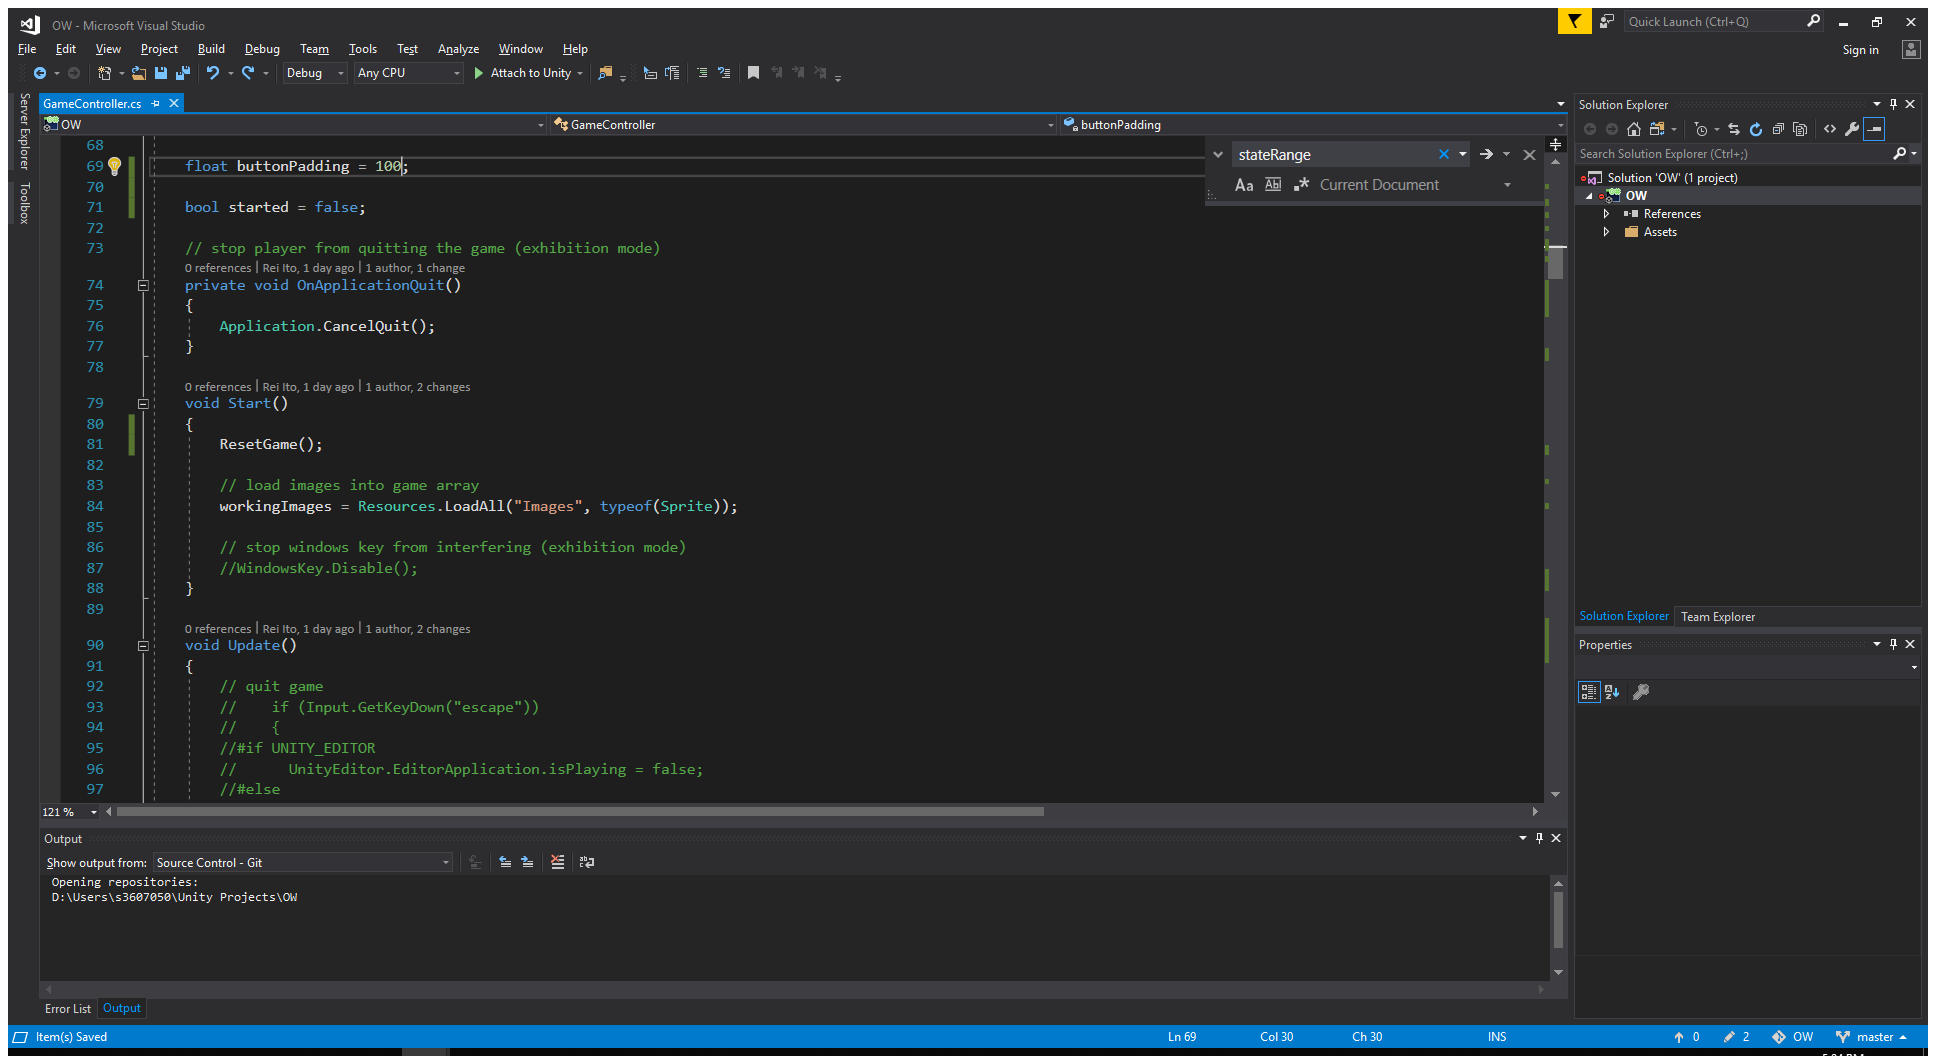 OW - Microsoft Visual Studio
Quick Launch (Ctrl+Q)
File Edit View Project Build Debug Team Tools Test Analyze Window Help
Sign in
Debug Any CPU Attach to Unity
Server Explorer
Toolbox
GameController.cs
OW GameController buttonPadding
stateRange
Aa Ab Current Document
68
69 float buttonPadding = 100;
70
71 bool started = false;
72
73 // stop player from quitting the game (exhibition mode)
0 references | Rei Ito, 1 day ago | 1 author, 1 change
74 private void OnApplicationQuit()
75 {
76 Application.CancelQuit();
77 }
78
0 references | Rei Ito, 1 day ago | 1 author, 2 changes
79 void Start()
80 {
81 ResetGame();
82
83 // load images into game array
84 workingImages = Resources.LoadAll("Images", typeof(Sprite));
85
86 // stop windows key from interfering (exhibition mode)
87 //WindowsKey.Disable();
88 }
89
0 references | Rei Ito, 1 day ago | 1 author, 2 changes
90 void Update()
91 {
92 // quit game
93 // if (Input.GetKeyDown("escape"))
94 // {
95 //#if UNITY_EDITOR
96 // UnityEditor.EditorApplication.isPlaying = false;
97 //#else
121 %
Output
Show output from: Source Control - Git
Opening repositories:
D:\Users\s3607050\Unity Projects\OW
Error List Output
Solution Explorer
Search Solution Explorer (Ctrl+;)
Solution 'OW' (1 project)
OW
References
Assets
Solution Explorer Team Explorer
Properties
Item(s) Saved Ln 69 Col 30 Ch 30 INS 0 2 OW master